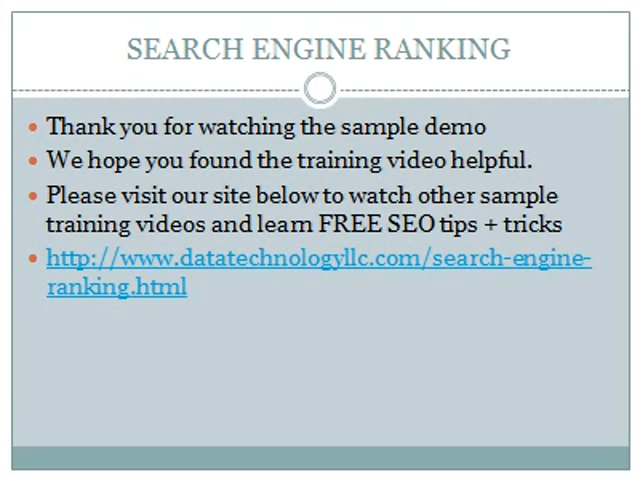 SEARCH ENGINE RANKING
Thank you for watching the sample demo
We hope you found the training video helpful.
Please visit our site below to watch other sample
training videos and learn FREE SEO tips + tricks
http://www.datatechnologyllc.com/search-engine-
ranking.html